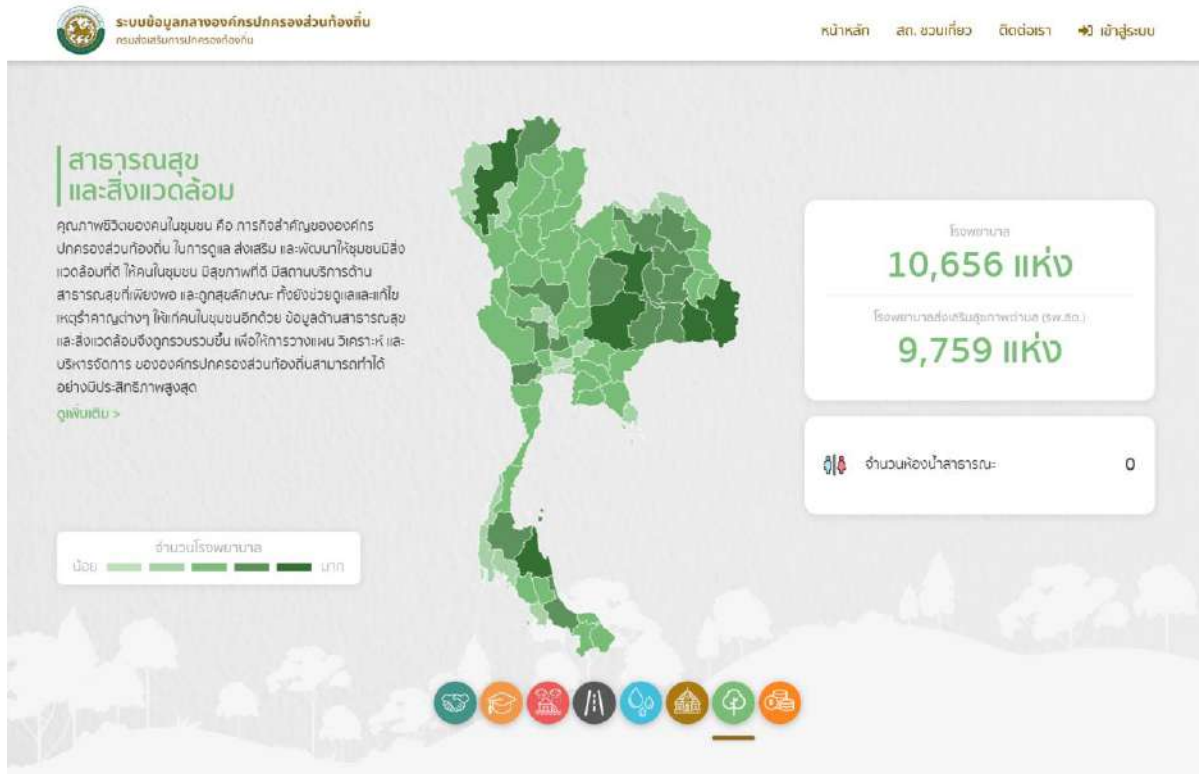 ระบบข้อมูลกลางองค์กรปกครองส่วนท้องถิ่น
กรมส่งเสริมการปกครองท้องถิ่น
หน้าหลัก สถ. ชวนเที่ยว ติดต่อเรา เข้าสู่ระบบ
สาธารณสุข
และสิ่งแวดล้อม
คุณภาพชีวิตของคนในชุมชน คือ ภารกิจสำคัญขององค์กร
ปกครองส่วนท้องถิ่น ในการดูแล ส่งเสริม และพัฒนาให้ชุมชนมีสิ่ง
แวดล้อมที่ดี ให้คนในชุมชน มีสุขภาพที่ดี มีสถานบริการด้าน
สาธารณสุขที่เพียงพอ และถูกสุขลักษณะ ทั้งยังช่วยดูแลและแก้ไข
เหตุรำคาญต่างๆ ให้แก่คนในชุมชนอีกด้วย ข้อมูลด้านสาธารณสุข
และสิ่งแวดล้อมจึงถูกรวบรวมขึ้น เพื่อให้การวางแผน วิเคราะห์ และ
บริหารจัดการ ขององค์กรปกครองส่วนท้องถิ่นสามารถทำได้
อย่างมีประสิทธิภาพสูงสุด
ดูเพิ่มเติม >
โรงพยาบาล
10,656 แห่ง
โรงพยาบาลส่งเสริมสุขภาพตำบล (รพ.สต.)
9,759 แห่ง
จำนวนห้องน้ำสาธารณะ 0
จำนวนโรงพยาบาล
น้อย มาก